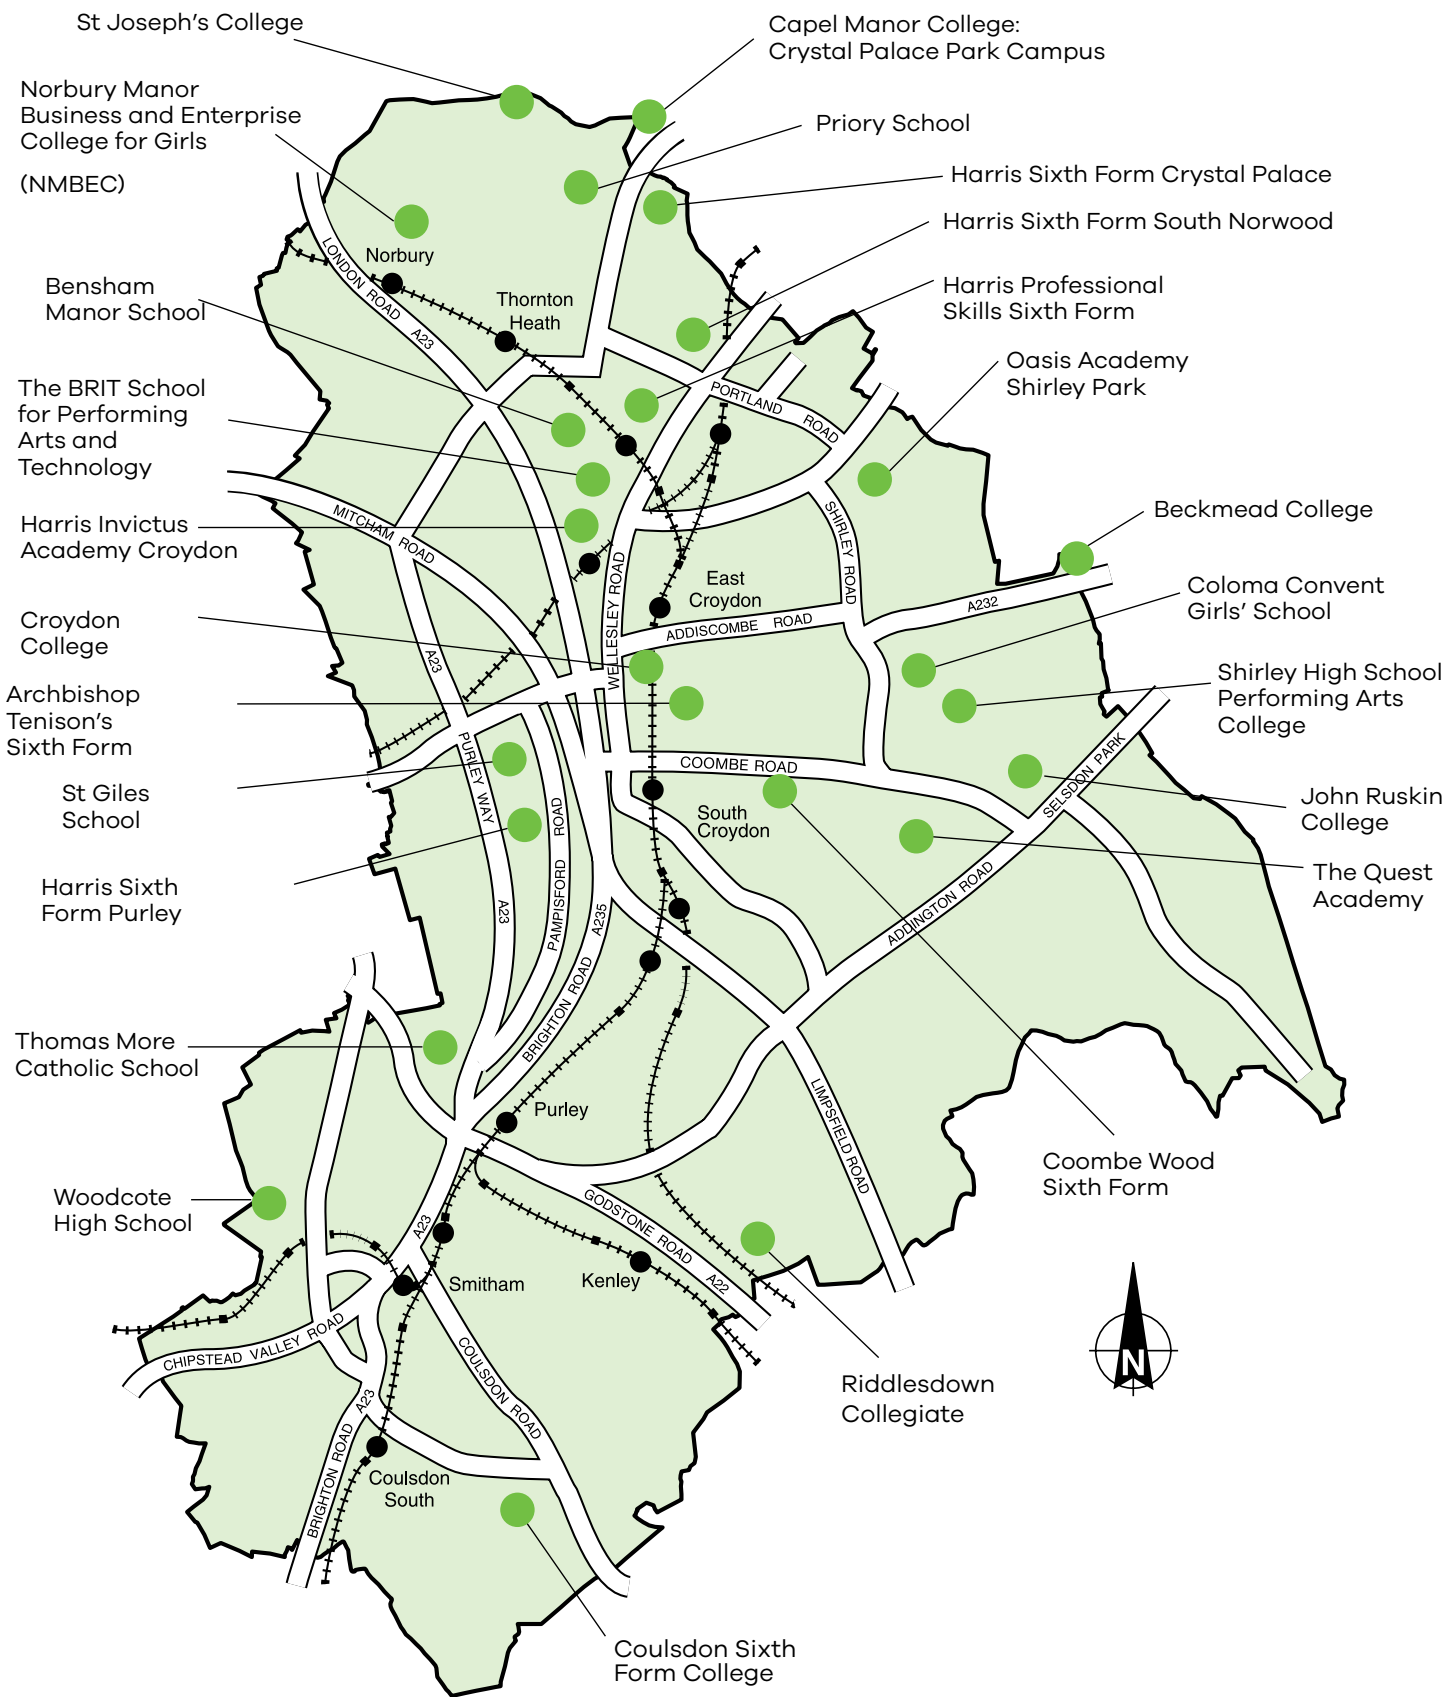 St Joseph’s College
Capel Manor College:
Crystal Palace Park Campus
Norbury Manor
Business and Enterprise
College for Girls
(NMBEC)
Priory School
Harris Sixth Form Crystal Palace
Harris Sixth Form South Norwood
Bensham
Manor School
Harris Professional
Skills Sixth Form
Oasis Academy
Shirley Park
The BRIT School
for Performing
Arts and
Technology
Harris Invictus
Academy Croydon
Beckmead College
Coloma Convent
Girls’ School
Croydon
College
Shirley High School
Performing Arts
College
Archbishop
Tenison’s
Sixth Form
St Giles
School
John Ruskin
College
Harris Sixth
Form Purley
The Quest
Academy
Thomas More
Catholic School
Coombe Wood
Sixth Form
Woodcote
High School
Riddlesdown
Collegiate
Coulsdon Sixth
Form College
Norbury
Thornton
Heath
East
Croydon
South
Croydon
Purley
Smitham
Kenley
Coulsdon
South
LONDON ROAD A23
PORTLAND ROAD
MITCHAM ROAD
SHIRLEY ROAD
WELLESLEY ROAD
ADDISCOMBE ROAD
A232
A23
PURLEY WAY
A23
COOMBE ROAD
SELSDON PARK
PAMPISFORD ROAD
BRIGHTON ROAD A235
ADDINGTON ROAD
LIMPSFIELD ROAD
GODSTONE ROAD A22
A23
CHIPSTEAD VALLEY ROAD
COULSDON ROAD
BRIGHTON ROAD A23
N